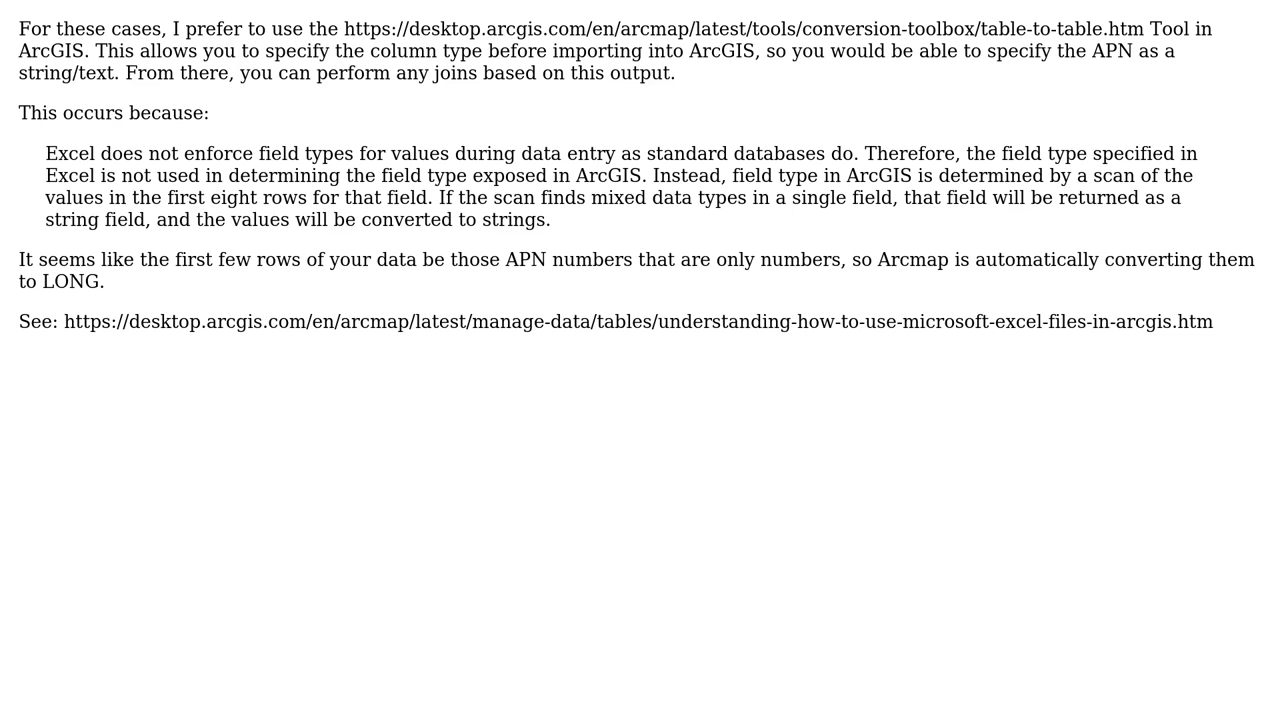 For these cases, I prefer to use the https://desktop.arcgis.com/en/arcmap/latest/tools/conversion-toolbox/table-to-table.htm Tool in
ArcGIS. This allows you to specify the column type before importing into ArcGIS, so you would be able to specify the APN as a
string/text. From there, you can perform any joins based on this output.
This occurs because:
Excel does not enforce field types for values during data entry as standard databases do. Therefore, the field type specified in
Excel is not used in determining the field type exposed in ArcGIS. Instead, field type in ArcGIS is determined by a scan of the
values in the first eight rows for that field. If the scan finds mixed data types in a single field, that field will be returned as a
string field, and the values will be converted to strings.
It seems like the first few rows of your data be those APN numbers that are only numbers, so Arcmap is automatically converting them
to LONG.
See: https://desktop.arcgis.com/en/arcmap/latest/manage-data/tables/understanding-how-to-use-microsoft-excel-files-in-arcgis.htm